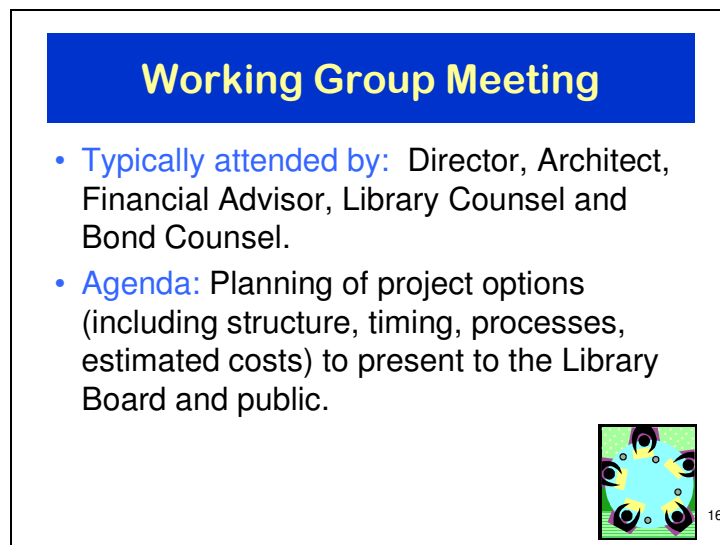 Working Group Meeting
• Typically attended by: Director, Architect,
Financial Advisor, Library Counsel and
Bond Counsel.
• Agenda: Planning of project options
(including structure, timing, processes,
estimated costs) to present to the Library
Board and public.
16